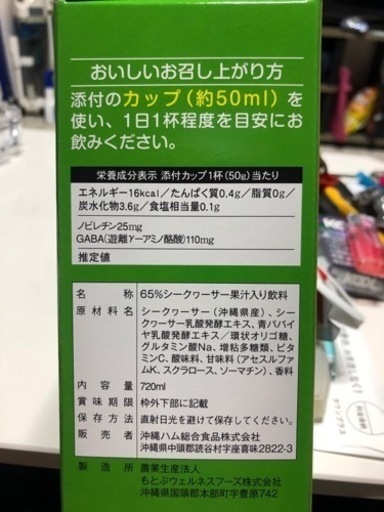 おいしいお召し上がり方
添付のカップ（約50ml）を
使い、1日1杯程度を目安にお
飲みください。
栄養成分表示 添付カップ1杯（50g）当たり
エネルギー16kcal／たんぱく質0.4g／脂質0g／
炭水化物3.6g／食塩相当量0.1g
ノビレチン25mg
GABA（遊離γ-アミノ酪酸）110mg
推定値
名称 65％シークヮーサー果汁入り飲料
原材料名 シークヮーサー（沖縄県産）、シー
クヮーサー乳酸発酵エキス、青パパイ
ヤ乳酸発酵エキス／環状オリゴ糖、
グルタミン酸Na、増粘多糖類、ビタ
ミンC、酸味料、甘味料（アセスルファ
ムK、スクラロース、ソーマチン）、香料
内容量 720ml
賞味期限 枠外下部に記載
保存方法 直射日光を避けて保存してください。
販売者 沖縄ハム総合食品株式会社
沖縄県中頭郡読谷村字座喜味2822-3
製造所 農業生産法人
もとぶウェルネスフーズ株式会社
沖縄県国頭郡本部町字豊原742